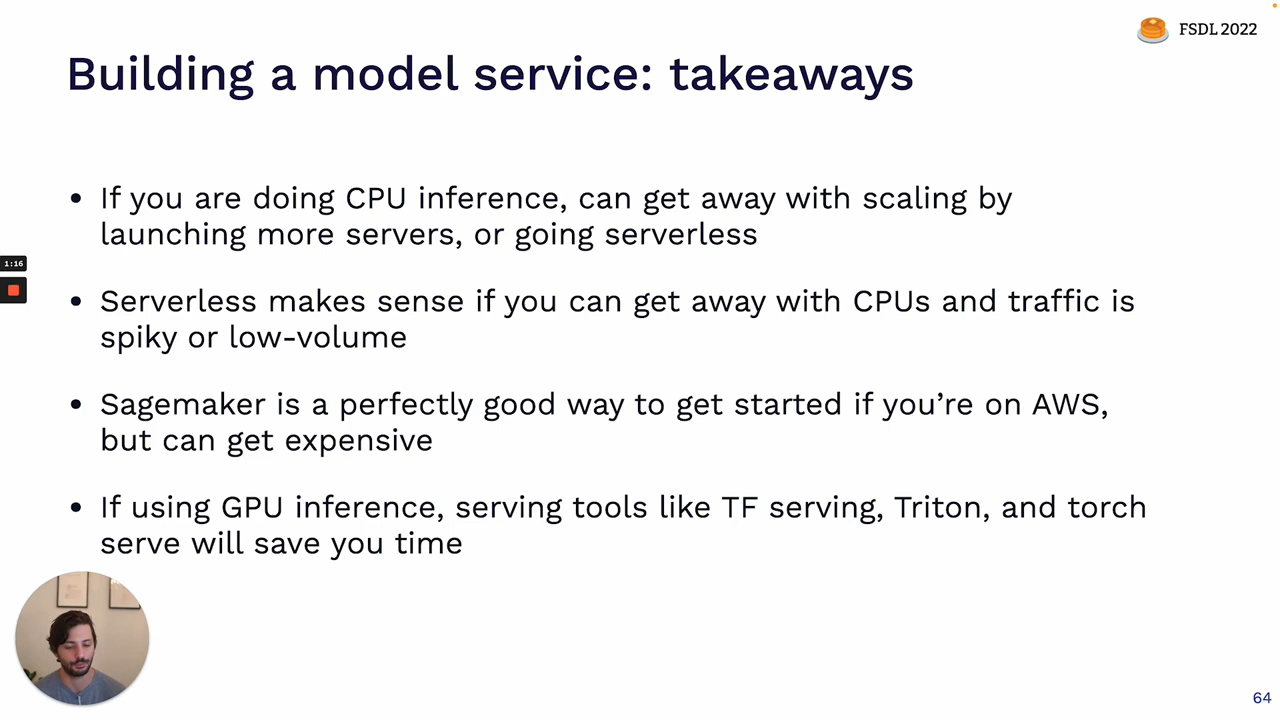 FSDL 2022
Building a model service: takeaways
• If you are doing CPU inference, can get away with scaling by
launching more servers, or going serverless
1:16
• Serverless makes sense if you can get away with CPUs and traffic is
spiky or low-volume
• Sagemaker is a perfectly good way to get started if you’re on AWS,
but can get expensive
• If using GPU inference, serving tools like TF serving, Triton, and torch
serve will save you time
64